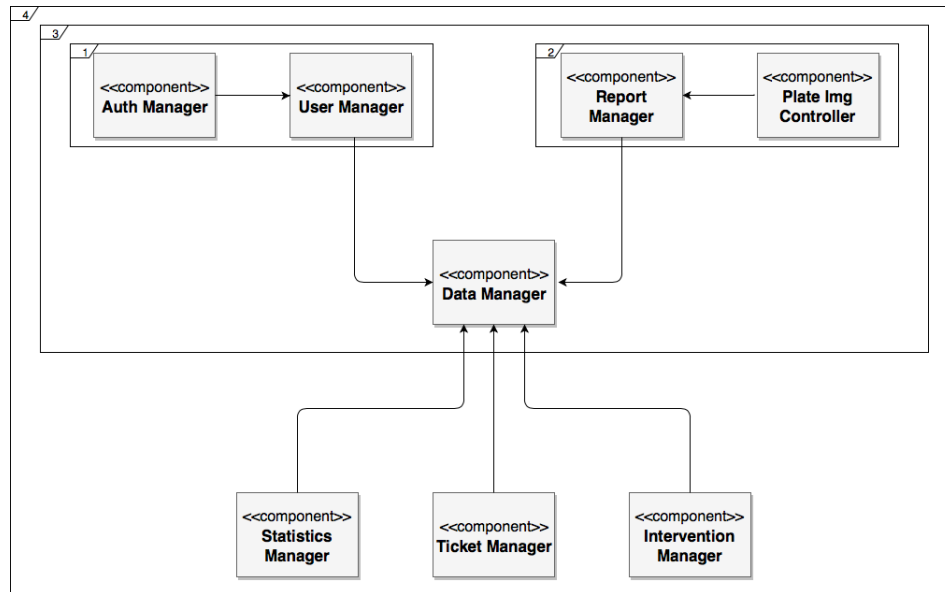 4
3
1
2
<<component>>
Auth Manager
<<component>>
User Manager
<<component>>
Report
Manager
<<component>>
Plate Img
Controller
<<component>>
Data Manager
<<component>>
Statistics
Manager
<<component>>
Ticket Manager
<<component>>
Intervention
Manager